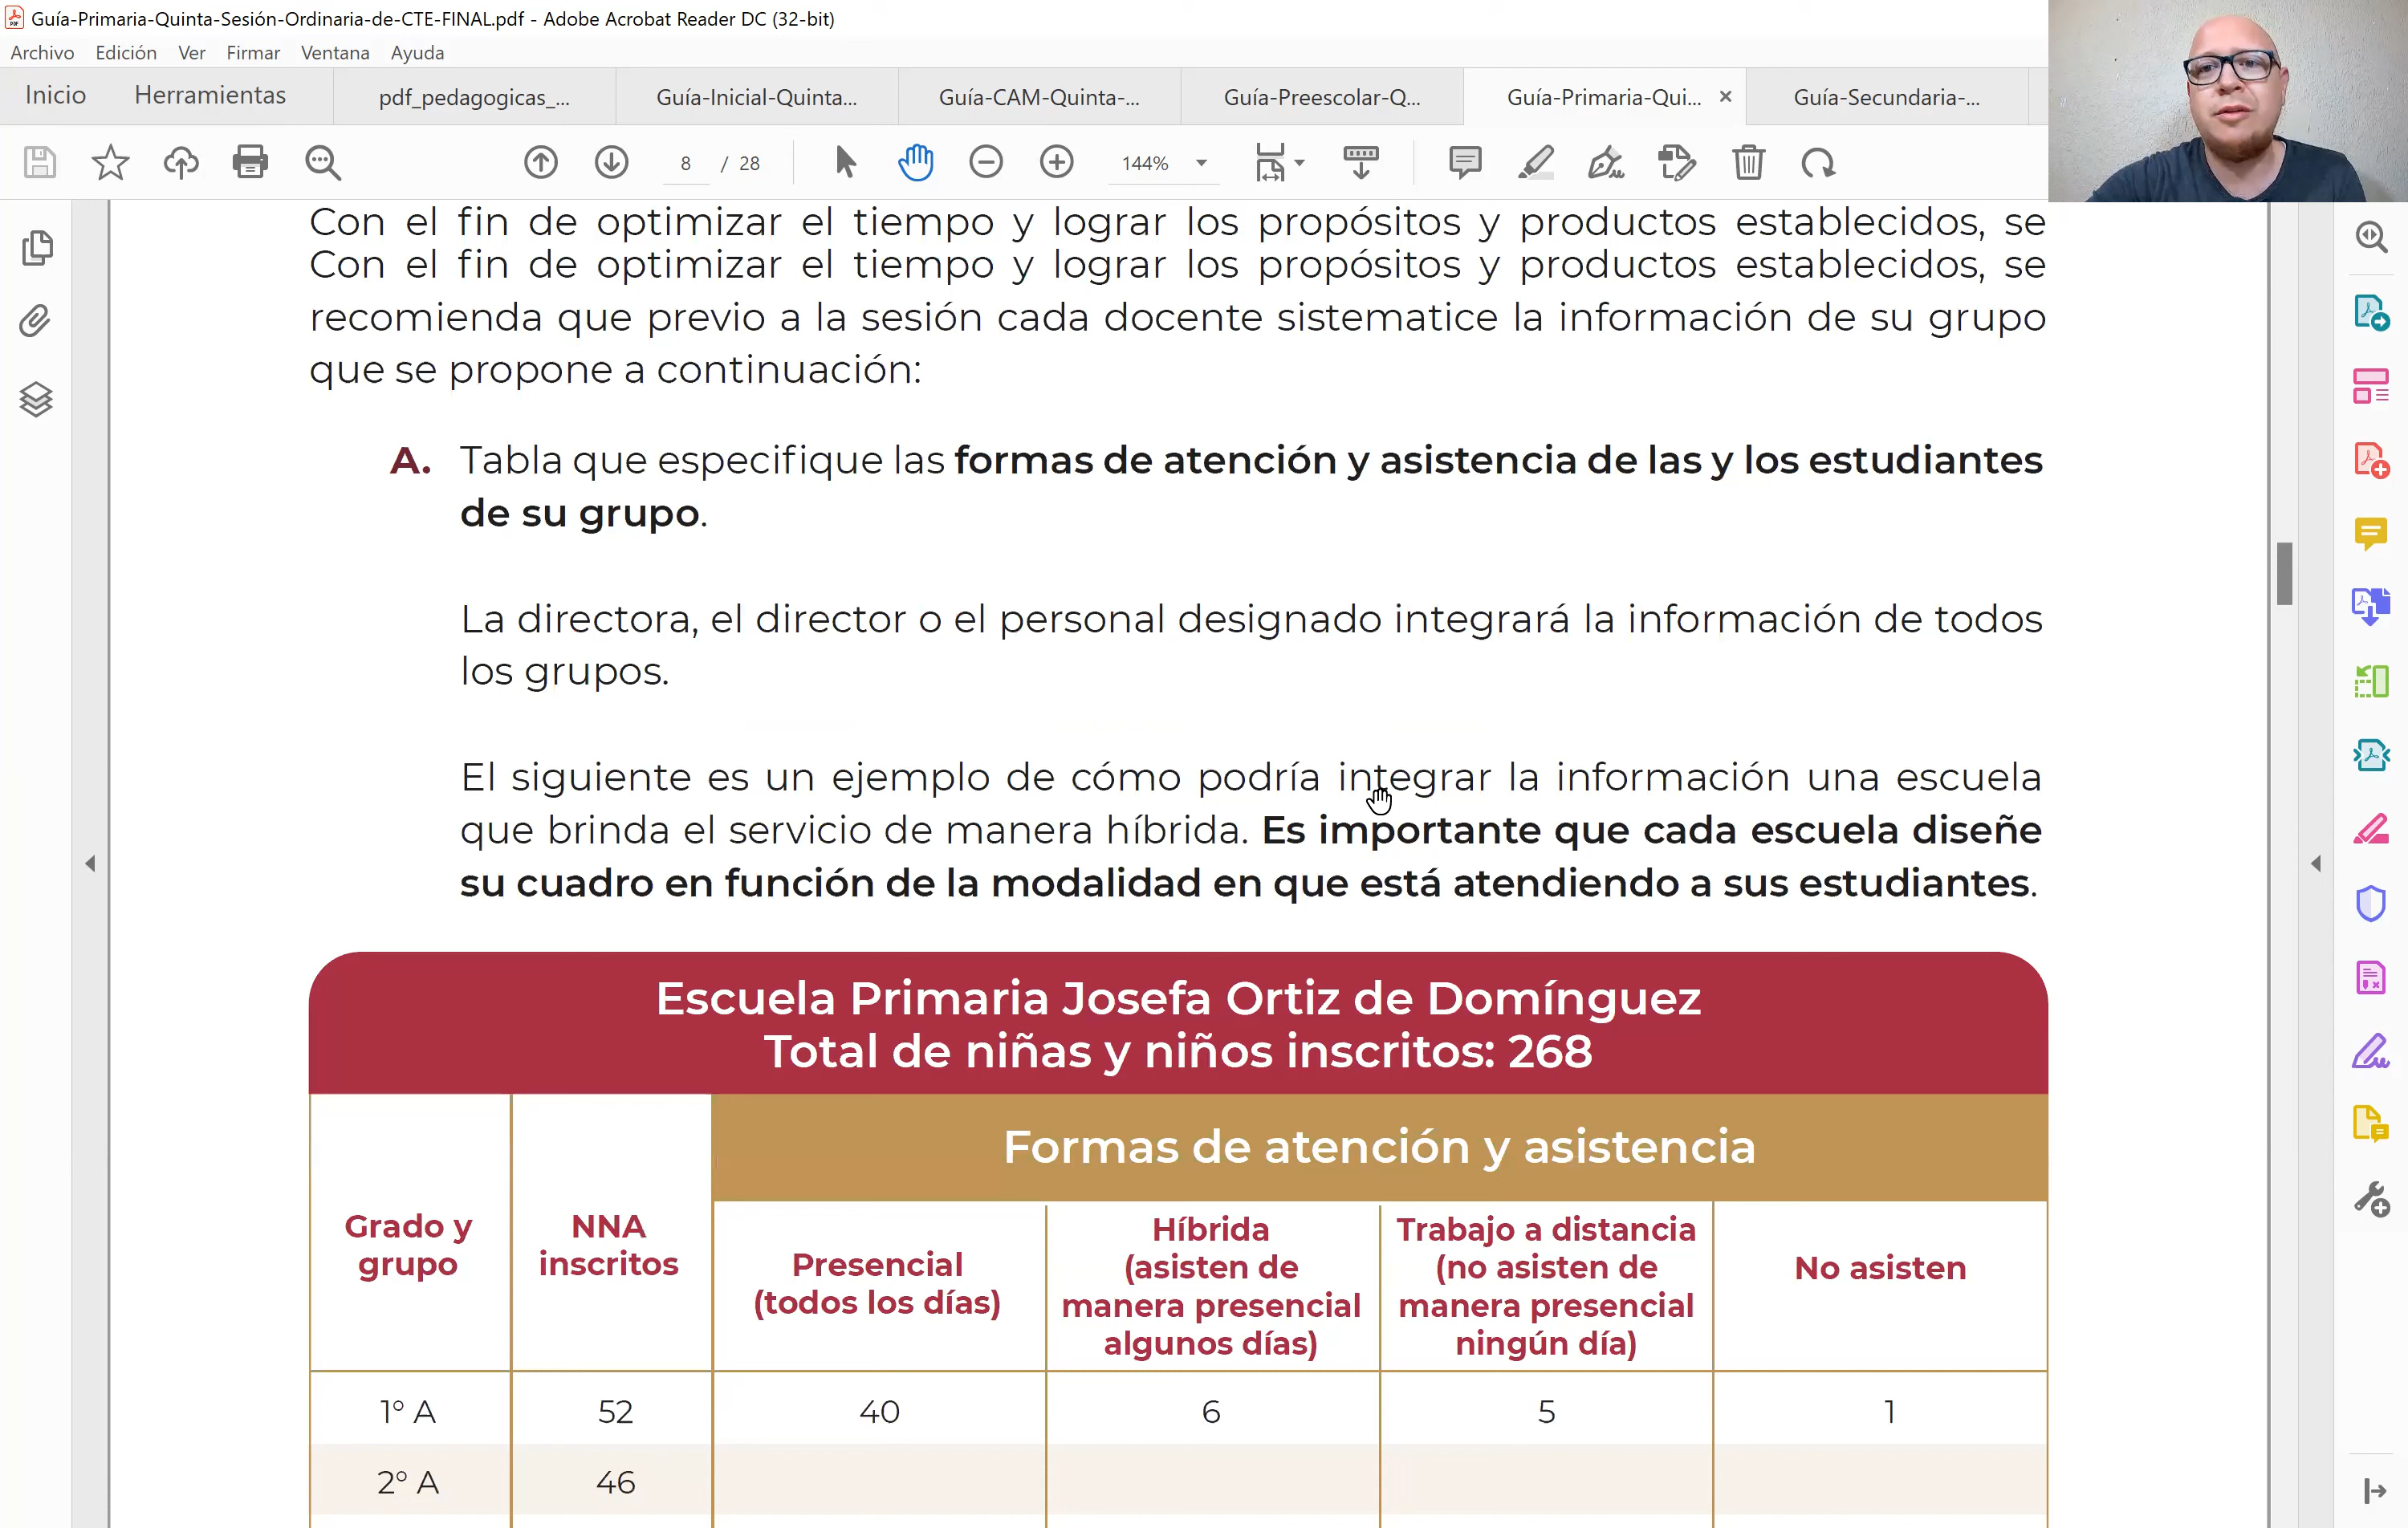 Guía-Primaria-Quinta-Sesión-Ordinaria-de-CTE-FINAL.pdf - Adobe Acrobat Reader DC (32-bit)
Archivo Edición Ver Firmar Ventana Ayuda
Inicio Herramientas pdf_pedagogicas_... Guía-Inicial-Quinta... Guía-CAM-Quinta-... Guía-Preescolar-Q... Guía-Primaria-Qui... Guía-Secundaria-...
8 / 28 144%
Con el fin de optimizar el tiempo y lograr los propósitos y productos establecidos, se
Con el fin de optimizar el tiempo y lograr los propósitos y productos establecidos, se
recomienda que previo a la sesión cada docente sistematice la información de su grupo
que se propone a continuación:
A. Tabla que especifique las formas de atención y asistencia de las y los estudiantes
de su grupo.
La directora, el director o el personal designado integrará la información de todos
los grupos.
El siguiente es un ejemplo de cómo podría integrar la información una escuela
que brinda el servicio de manera híbrida. Es importante que cada escuela diseñe
su cuadro en función de la modalidad en que está atendiendo a sus estudiantes.
Escuela Primaria Josefa Ortiz de Domínguez
Total de niñas y niños inscritos: 268
Formas de atención y asistencia
Grado y
grupo
NNA
inscritos
Presencial
(todos los días)
Híbrida
(asisten de
manera presencial
algunos días)
Trabajo a distancia
(no asisten de
manera presencial
ningún día)
No asisten
1° A 52 40 6 5 1
2° A 46